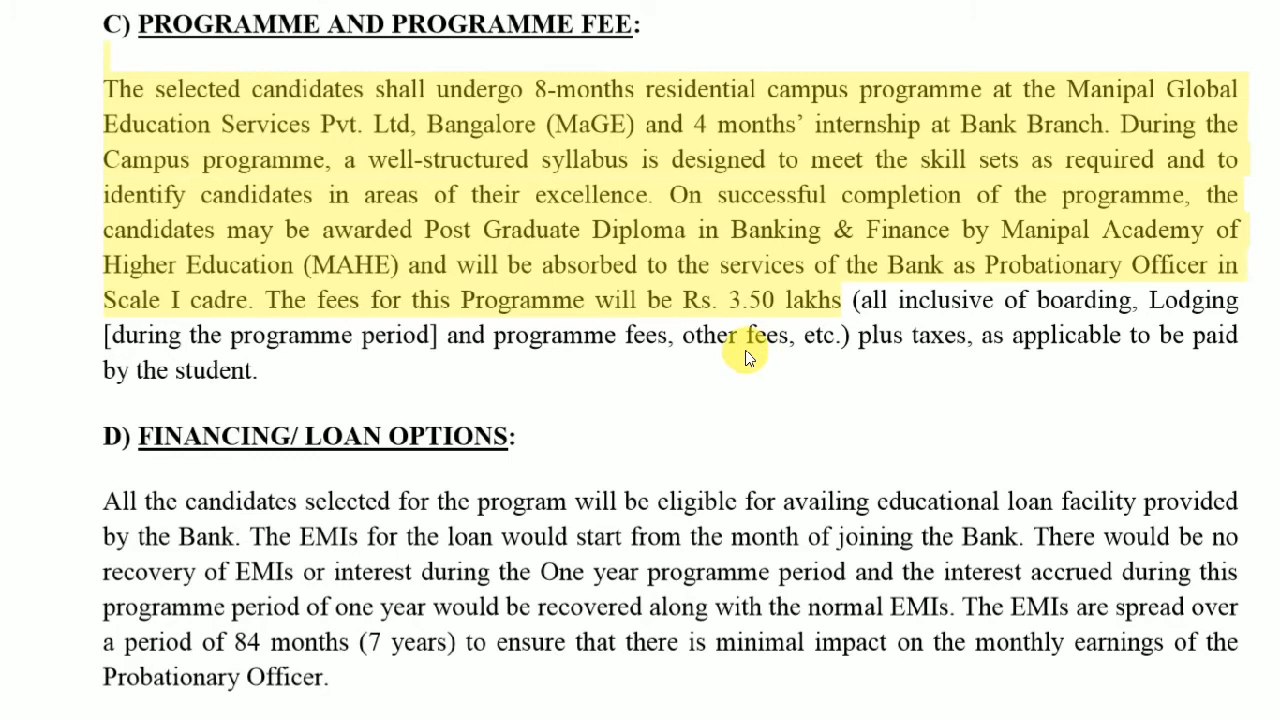 C) PROGRAMME AND PROGRAMME FEE:
The selected candidates shall undergo 8-months residential campus programme at the Manipal Global
Education Services Pvt. Ltd, Bangalore (MaGE) and 4 months’ internship at Bank Branch. During the
Campus programme, a well-structured syllabus is designed to meet the skill sets as required and to
identify candidates in areas of their excellence. On successful completion of the programme, the
candidates may be awarded Post Graduate Diploma in Banking & Finance by Manipal Academy of
Higher Education (MAHE) and will be absorbed to the services of the Bank as Probationary Officer in
Scale I cadre. The fees for this Programme will be Rs. 3.50 lakhs (all inclusive of boarding, Lodging
[during the programme period] and programme fees, other fees, etc.) plus taxes, as applicable to be paid
by the student.
D) FINANCING/ LOAN OPTIONS:
All the candidates selected for the program will be eligible for availing educational loan facility provided
by the Bank. The EMIs for the loan would start from the month of joining the Bank. There would be no
recovery of EMIs or interest during the One year programme period and the interest accrued during this
programme period of one year would be recovered along with the normal EMIs. The EMIs are spread over
a period of 84 months (7 years) to ensure that there is minimal impact on the monthly earnings of the
Probationary Officer.